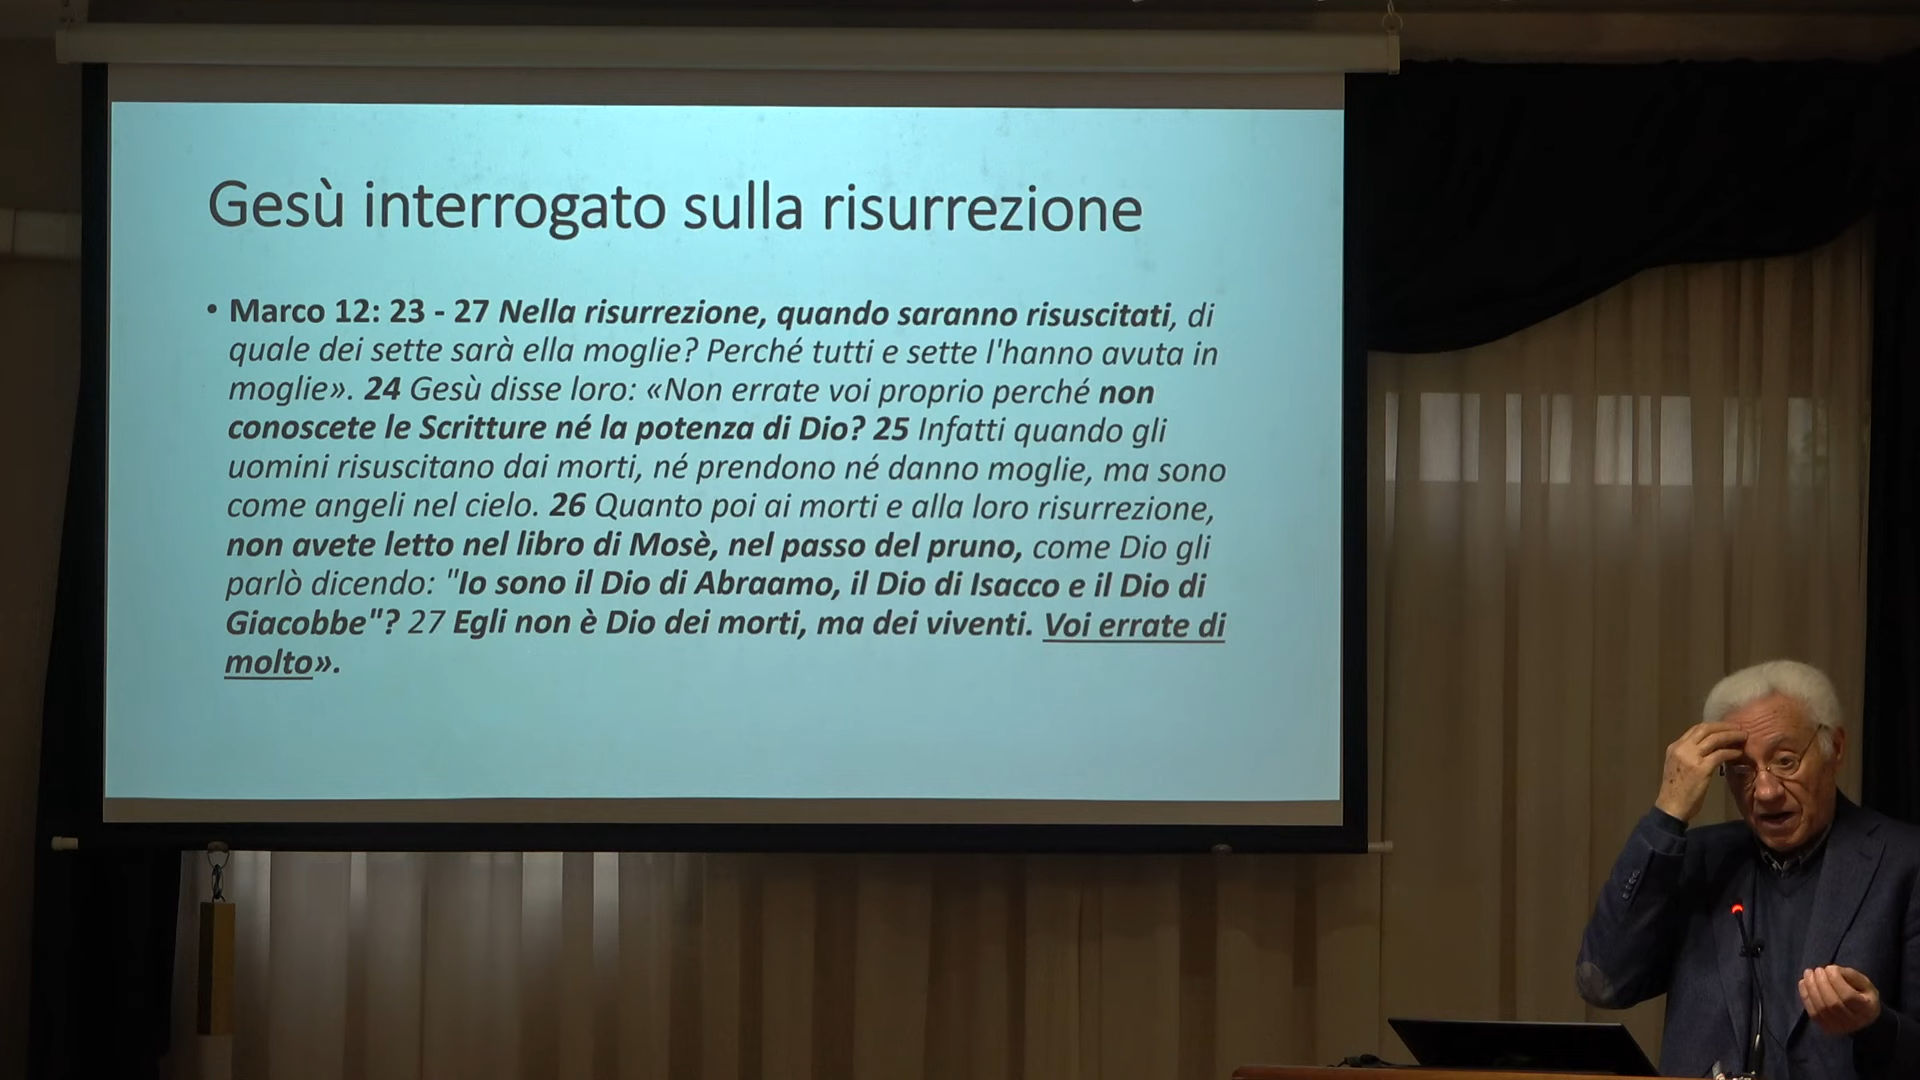 Gesù interrogato sulla risurrezione
• Marco 12: 23 - 27 Nella risurrezione, quando saranno risuscitati, di
quale dei sette sarà ella moglie? Perché tutti e sette l'hanno avuta in
moglie». 24 Gesù disse loro: «Non errate voi proprio perché non
conoscete le Scritture né la potenza di Dio? 25 Infatti quando gli
uomini risuscitano dai morti, né prendono né danno moglie, ma sono
come angeli nel cielo. 26 Quanto poi ai morti e alla loro risurrezione,
non avete letto nel libro di Mosè, nel passo del pruno, come Dio gli
parlò dicendo: "Io sono il Dio di Abraamo, il Dio di Isacco e il Dio di
Giacobbe"? 27 Egli non è Dio dei morti, ma dei viventi. Voi errate di
molto».